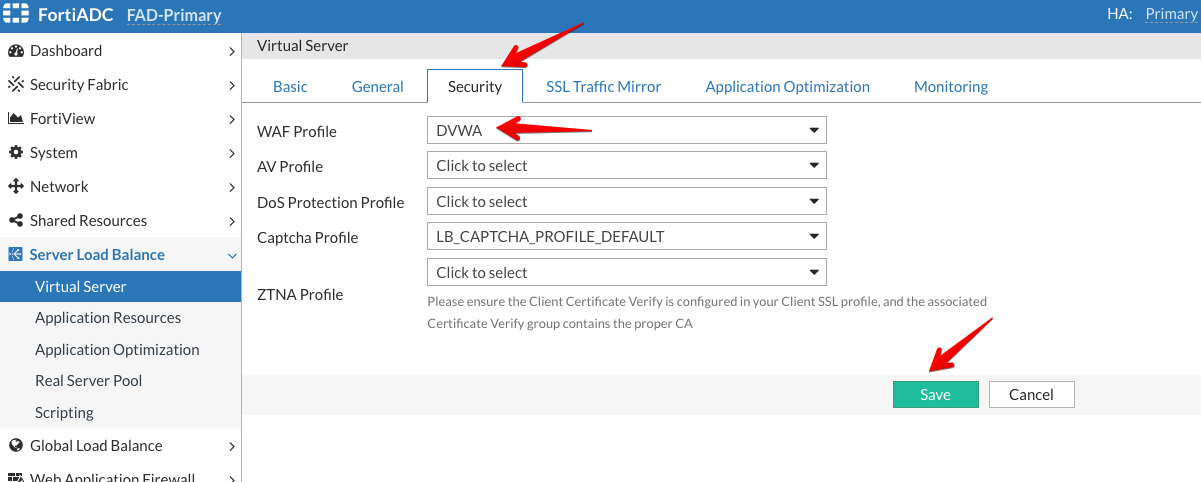 FortiADC FAD-Primary HA: Primary
Dashboard
Security Fabric
FortiView
System
Network
Shared Resources
Server Load Balance
Virtual Server
Application Resources
Application Optimization
Real Server Pool
Scripting
Global Load Balance
Web Application Firewall
Virtual Server
Basic General Security SSL Traffic Mirror Application Optimization Monitoring
WAF Profile DVWA
AV Profile Click to select
DoS Protection Profile Click to select
Captcha Profile LB_CAPTCHA_PROFILE_DEFAULT
ZTNA Profile Click to select
Please ensure the Client Certificate Verify is configured in your Client SSL profile, and the associated
Certificate Verify group contains the proper CA
Save Cancel